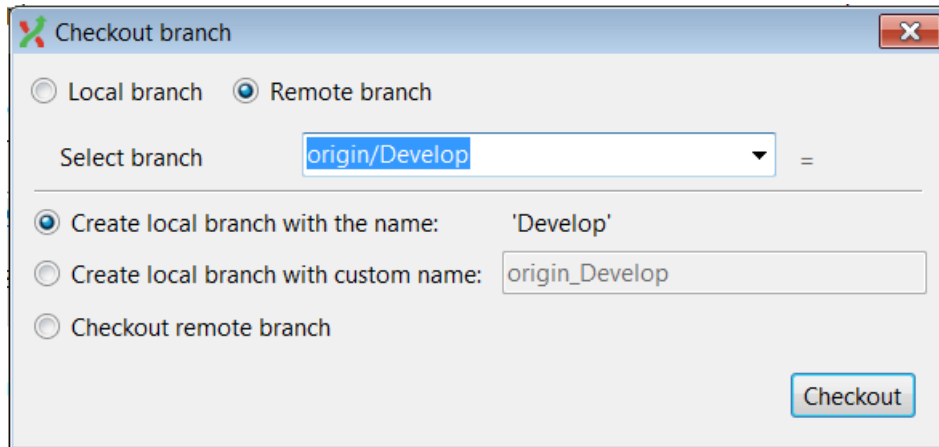 Checkout branch
Local branch Remote branch
Select branch origin/Develop =
Create local branch with the name: 'Develop'
Create local branch with custom name: origin_Develop
Checkout remote branch
Checkout